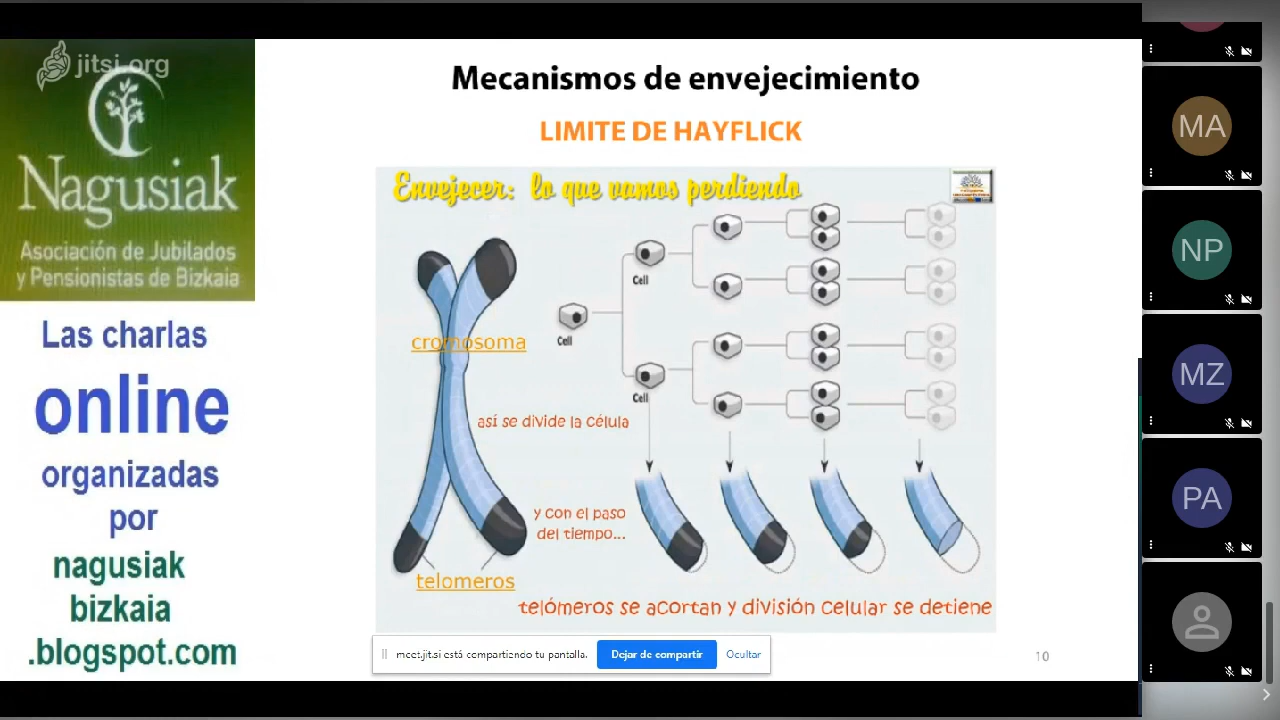 jitsi.org
Nagusiak
Asociación de Jubilados
y Pensionistas de Bizkaia
Las charlas
online
organizadas
por
nagusiak
bizkaia
.blogspot.com
Mecanismos de envejecimiento
LIMITE DE HAYFLICK
Envejecer: lo que vamos perdiendo
Cell
Cell
Cell
cromosoma
así se divide la célula
y con el paso
del tiempo...
telomeros
telómeros se acortan y división celular se detiene
meet.jit.si está compartiendo tu pantalla.
Dejar de compartir
Ocultar
10
MA
NP
MZ
PA